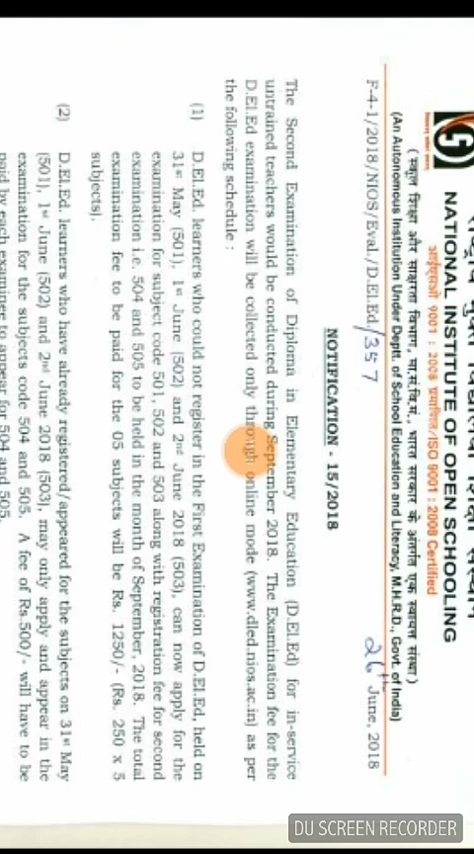 NATIONAL INSTITUTE OF OPEN SCHOOLING
आईएसओ 9001 : 2008 प्रमाणित/ISO 9001 : 2008 Certified
( स्कूल शिक्षा और साक्षरता विभाग, मा.सं.वि.मं., भारत सरकार के अंतर्गत एक स्वायत्त संस्था )
(An Autonomous Institution Under Deptt. of School Education and Literacy, M.H.R.D., Govt. of India)
F-4-1/2018/NIOS/Eval./D.El.Ed./357 26th June, 2018
NOTIFICATION - 15/2018
The Second Examination of Diploma in Elementary Education (D.El.Ed) for in-service
untrained teachers would be conducted during September 2018. The Examination fee for the
D.El.Ed examination will be collected only through online mode (www.dled.nios.ac.in) as per
the following schedule :
(1) D.El.Ed. learners who could not register in the First Examination of D.El.Ed, held on
31st May (501), 1st June (502) and 2nd June 2018 (503), can now apply for the
examination for subject code 501, 502 and 503 along with registration fee for second
examination i.e. 504 and 505 to be held in the month of September, 2018. The total
examination fee to be paid for the 05 subjects will be Rs. 1250/- (Rs. 250 x 5
subjects).
(2) D.El.Ed. learners who have already registered/appeared for the subjects on 31st May
(501), 1st June (502) and 2nd June 2018 (503), may only apply and appear in the
examination for the subjects code 504 and 505. A fee of Rs.500/- will have to be
paid by each examinee to appear for 504 and 505.
DU SCREEN RECORDER